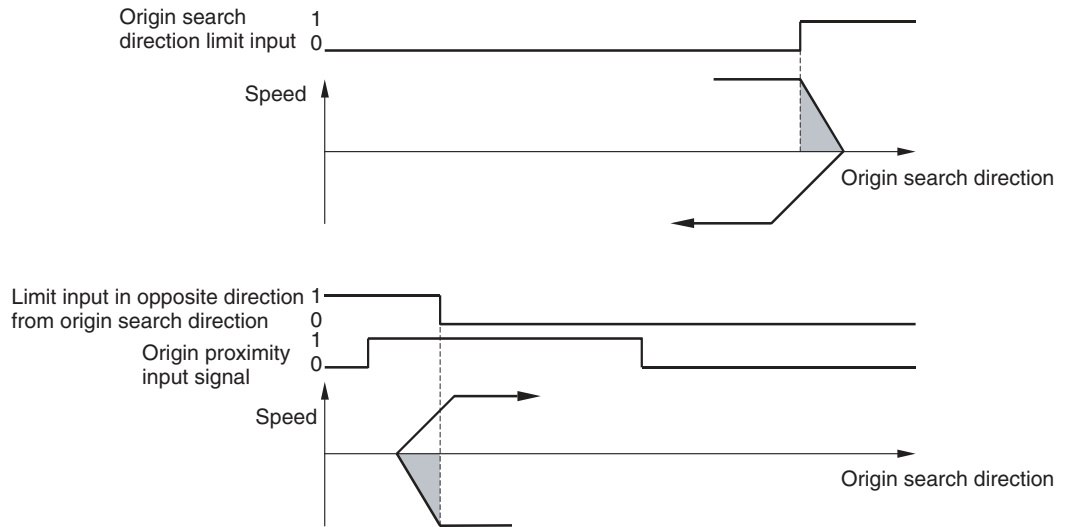 Origin search
direction limit input
1
0
Speed
Origin search direction
Limit input in opposite direction
from origin search direction
1
0
Origin proximity
input signal
1
0
Speed
Origin search direction